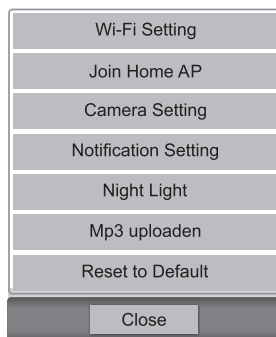 Wi-Fi Setting
Join Home AP
Camera Setting
Notification Setting
Night Light
Mp3 uploaden
Reset to Default
Close